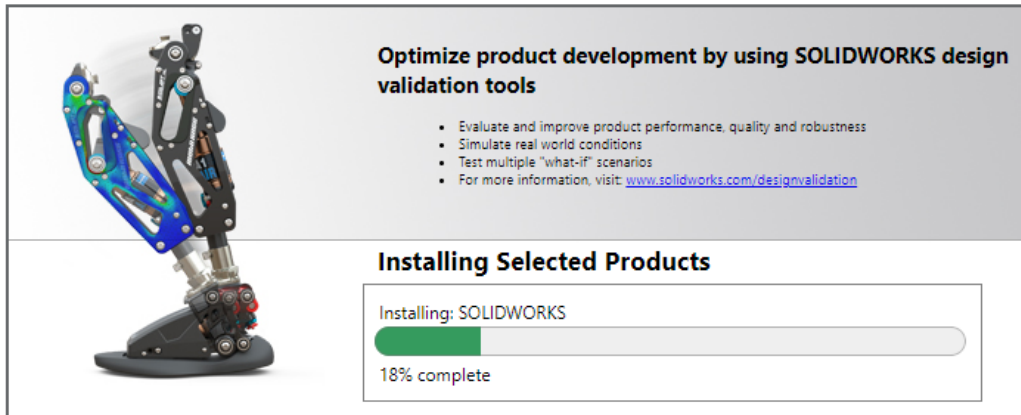 Optimize product development by using SOLIDWORKS design
validation tools
• Evaluate and improve product performance, quality and robustness
• Simulate real world conditions
• Test multiple "what-if" scenarios
• For more information, visit: www.solidworks.com/designvalidation
Installing Selected Products
Installing: SOLIDWORKS
18% complete